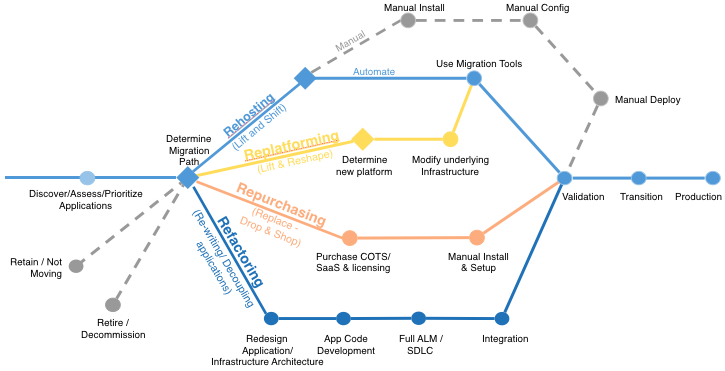 Manual Install
Manual Config
Manual
Use Migration Tools
Automate
Manual Deploy
Rehosting
(Lift and Shift)
Determine
Migration
Path
Replatforming
(Lift & Reshape)
Determine
new platform
Modify underlying
Infrastructure
Discover/Assess/Prioritize
Applications
Validation
Transition
Production
Repurchasing
(Replace -
Drop & Shop)
Purchase COTS/
SaaS & licensing
Manual Install
& Setup
Refactoring
(Re-writing/ Decoupling
applications)
Retain / Not
Moving
Retire /
Decommission
Redesign
Application/
Infrastructure Architecture
App Code
Development
Full ALM /
SDLC
Integration